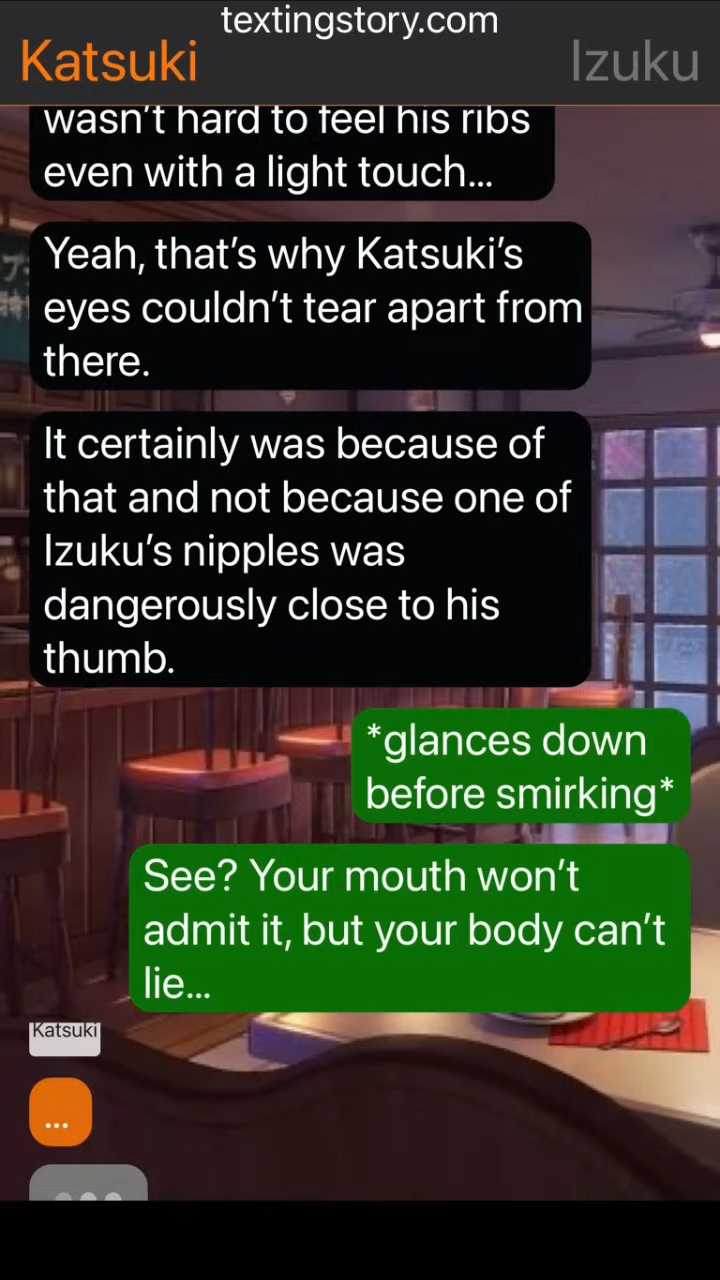 textingstory.com
Katsuki Izuku
wasn't hard to feel his ribs
even with a light touch...
Yeah, that's why Katsuki's
eyes couldn't tear apart from
there.
It certainly was because of
that and not because one of
Izuku's nipples was
dangerously close to his
thumb.
*glances down
before smirking*
See? Your mouth won't
admit it, but your body can't
lie...
Katsuki
...